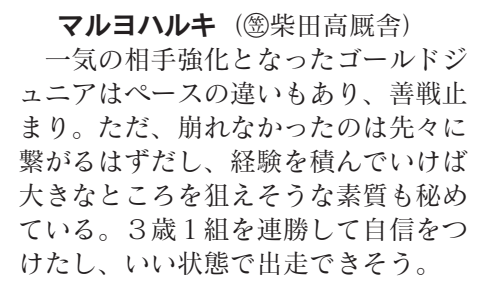 マルヨハルキ（㊩柴田高厩舎）
一気の相手強化となったゴールドジ
ュニアはペースの違いもあり、善戦止
まり。ただ、崩れなかったのは先々に
繋がるはずだし、経験を積んでいけば
大きなところを狙えそうな素質も秘め
ている。３歳１組を連勝して自信をつ
けたし、いい状態で出走できそう。